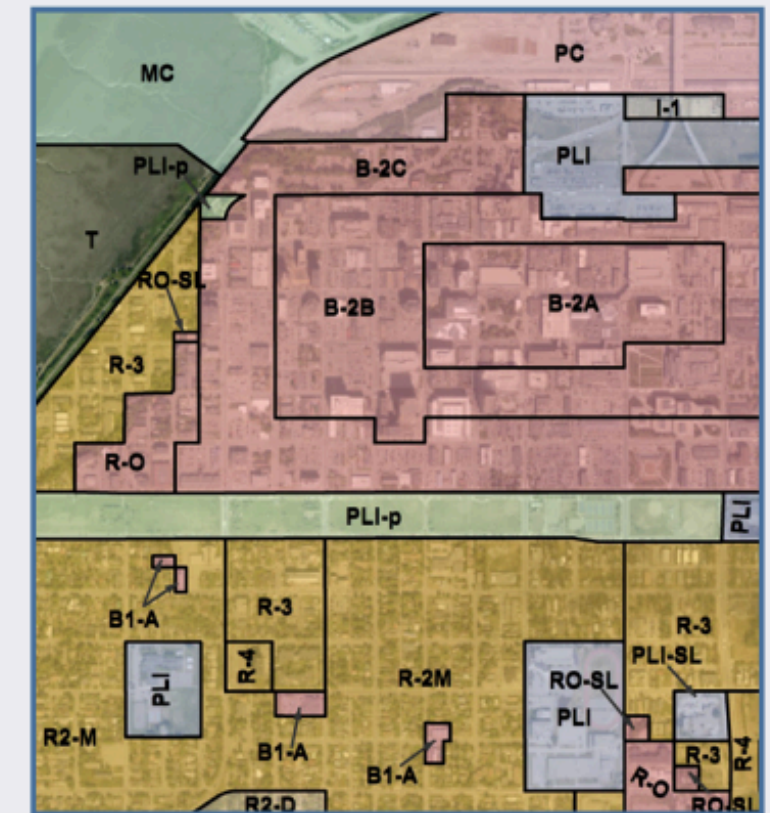 MC
PC
I-1
PLI
PLI-p
B-2C
T
RO-SL
B-2B
B-2A
R-3
R-O
PLI-p
PLI
B1-A
R-3
R-3
PLI-SL
R-4
R-2M
RO-SL
PLI
PLI
R2-M
B1-A
B1-A
R-3
R-4
R-O
R2-D
RO-SL